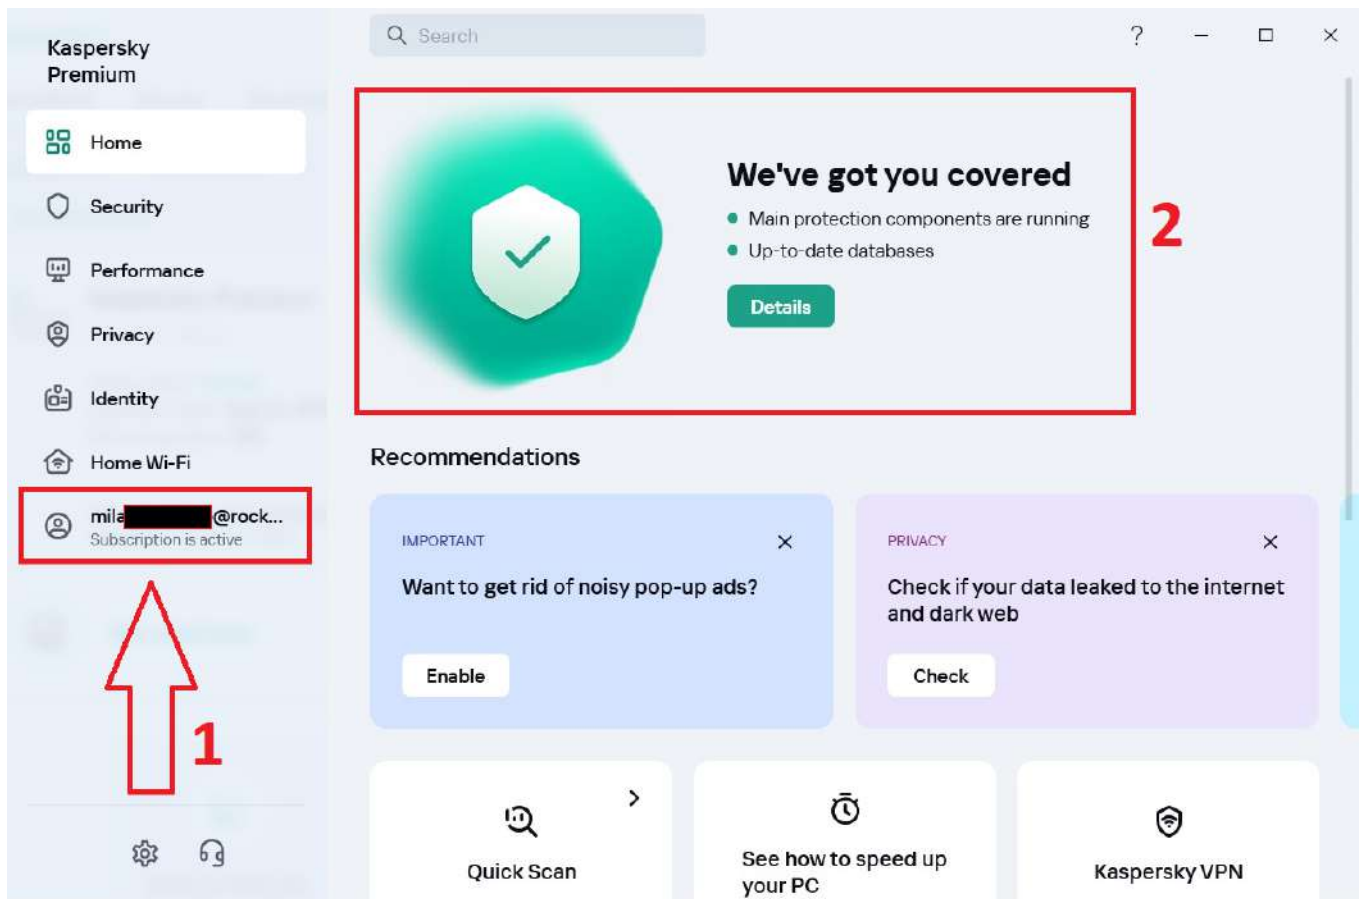 Kaspersky
Premium
Search
?
Home
Security
Performance
Privacy
Identity
Home Wi-Fi
mila @rock...
Subscription is active
1
We've got you covered
Main protection components are running
Up-to-date databases
Details
2
Recommendations
IMPORTANT
Want to get rid of noisy pop-up ads?
Enable
PRIVACY
Check if your data leaked to the internet
and dark web
Check
Quick Scan
See how to speed up
your PC
Kaspersky VPN